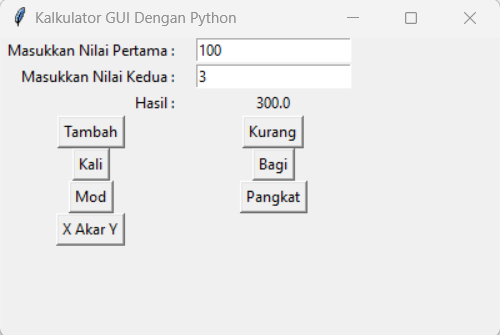 Kalkulator GUI Dengan Python
Masukkan Nilai Pertama : 100
Masukkan Nilai Kedua : 3
Hasil : 300.0
Tambah Kurang
Kali Bagi
Mod Pangkat
X Akar Y